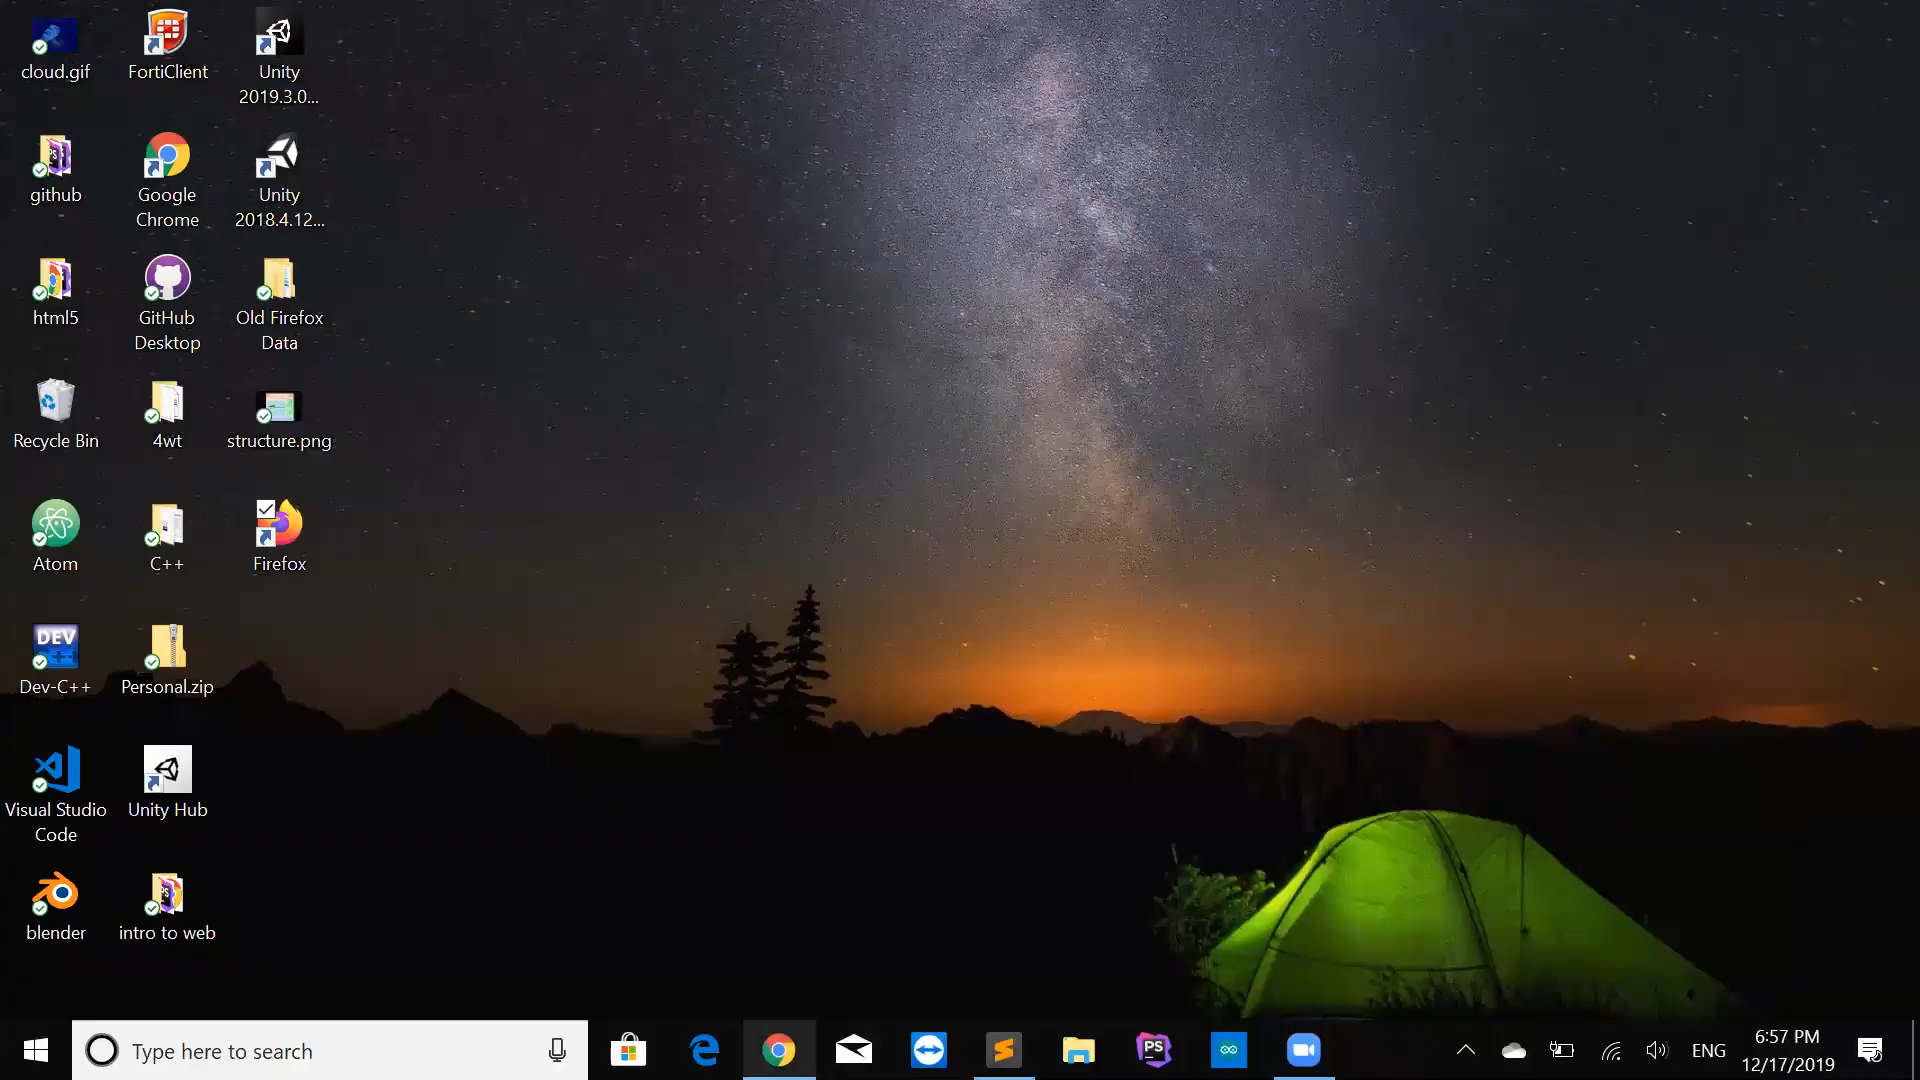 cloud.gif
FortiClient
Unity
2019.3.0...
github
Google
Chrome
Unity
2018.4.12...
html5
GitHub
Desktop
Old Firefox
Data
Recycle Bin
4wt
structure.png
Atom
C++
Firefox
DEV
Dev-C++
Personal.zip
Visual Studio
Code
Unity Hub
blender
intro to web
Type here to search
PS
ENG
6:57 PM
12/17/2019